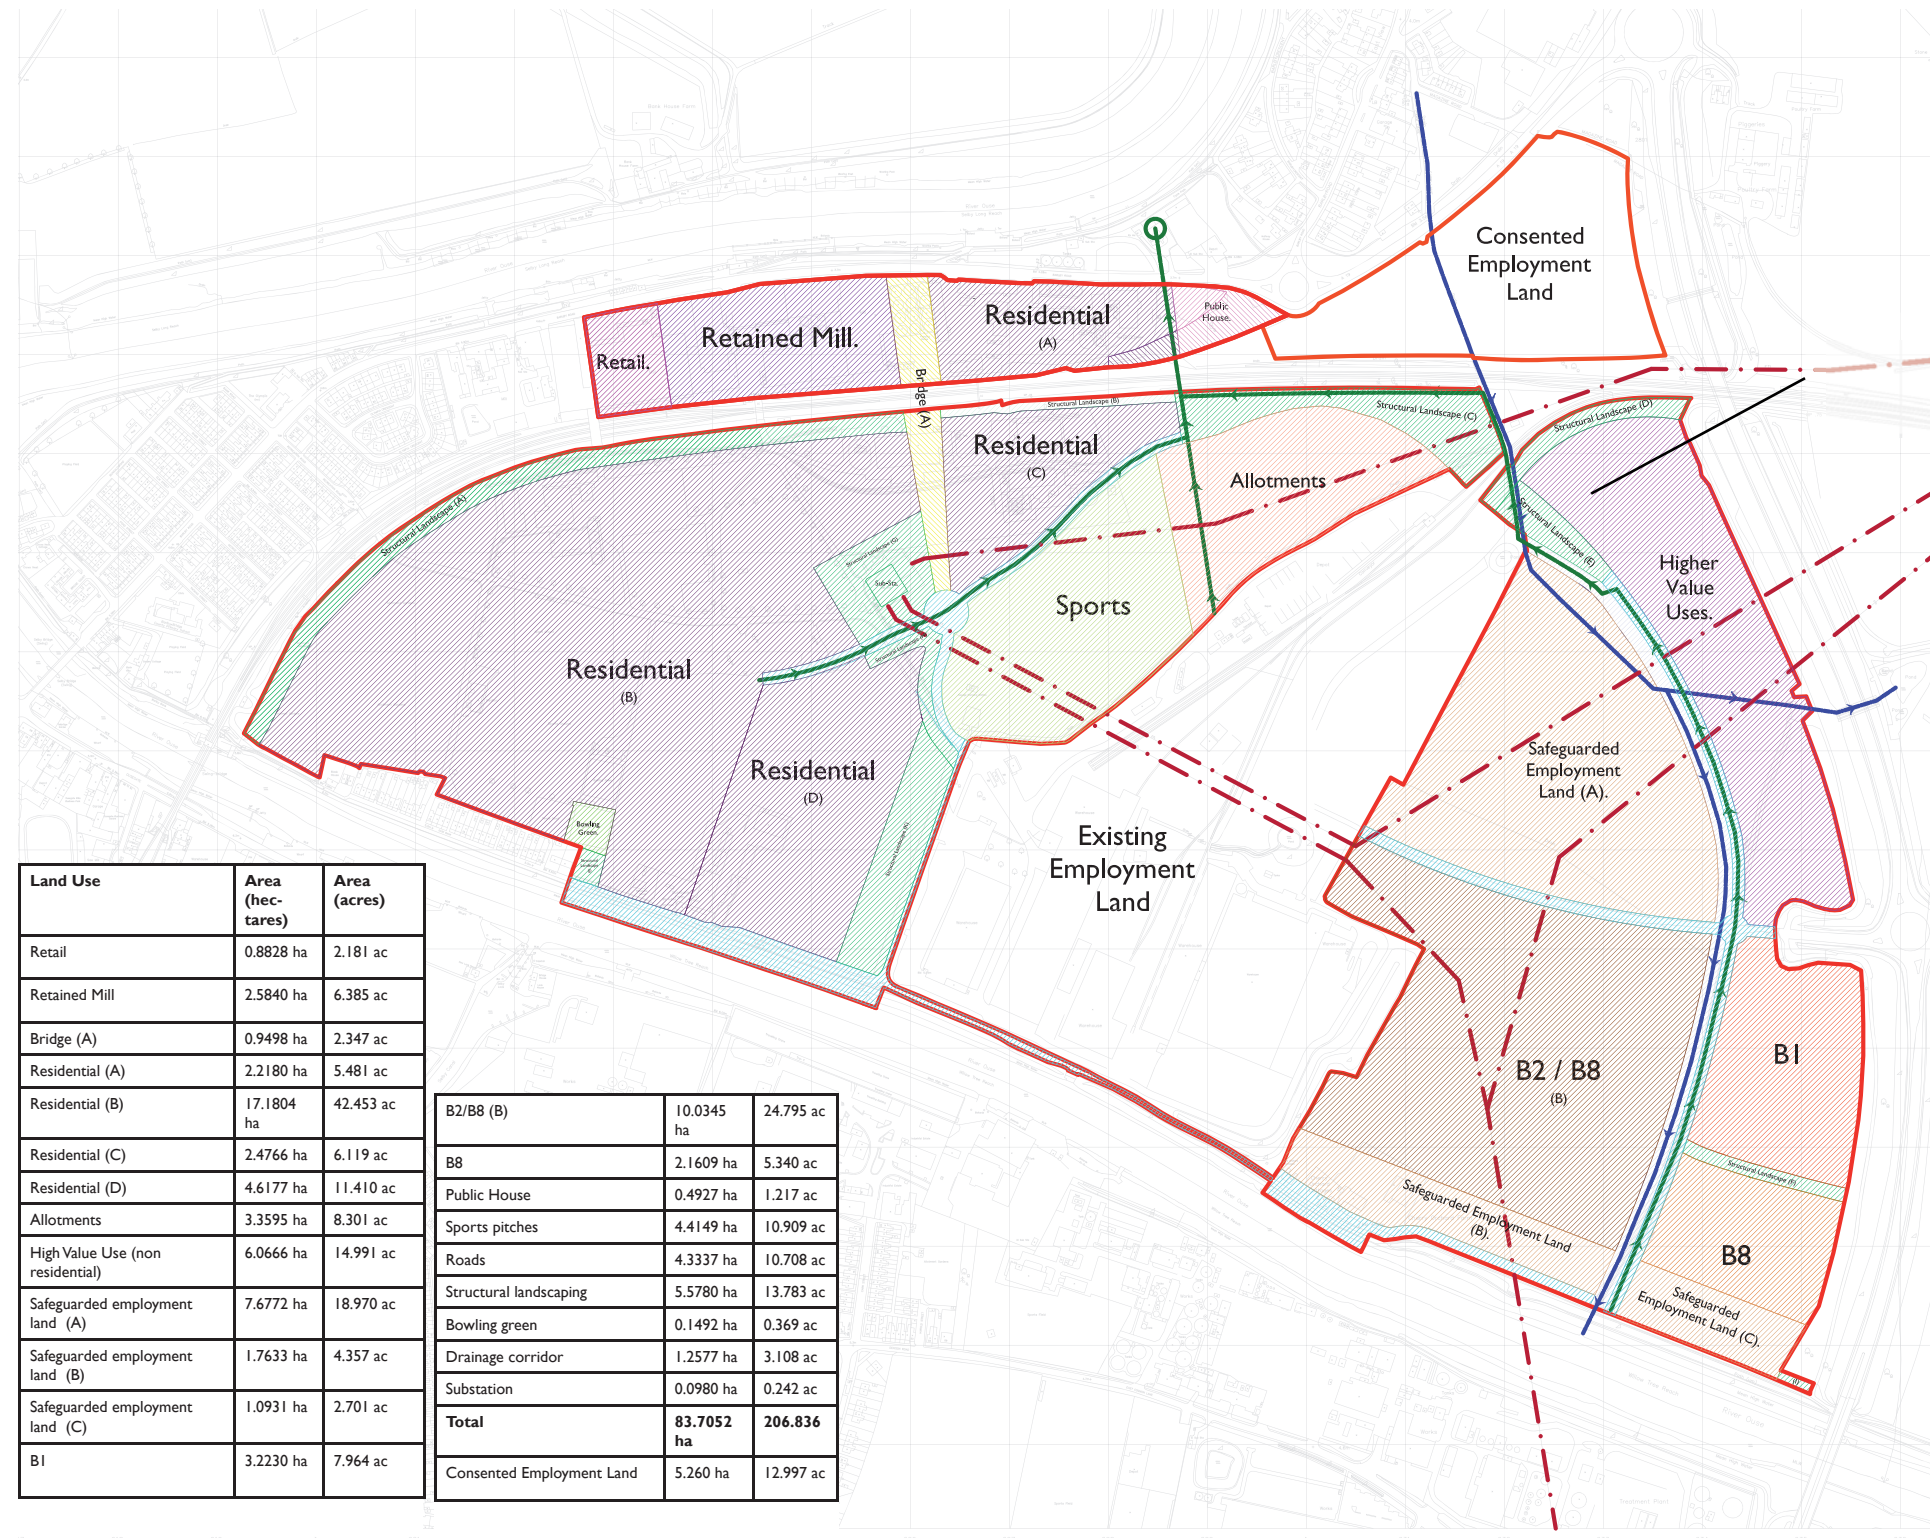 Consented
Employment
Land
Public
House.
Residential
(A)
Retained Mill.
Retail.
Bridge (A)
Structural Landscape (B)
Structural Landscape (C)
Structural Landscape (D)
Residential
(C)
Allotments
Structural Landscape (A)
Structural Landscape (G)
Structural Landscape (E)
Sub-Sta.
Higher
Value
Uses.
Sports
Structural Landscape
Residential
(B)
Safeguarded
Employment
Land (A).
Residential
(D)
Bowling
Green.
Structural
Landscape
Structural Landscape
Existing
Employment
Land
B2 / B8
(B)
B1
Structural Landscape (F)
Safeguarded Employment Land
(B).
B8
Safeguarded
Employment Land (C).
Land Use	Area (hec-tares)	Area (acres)
Retail	0.8828 ha	2.181 ac
Retained Mill	2.5840 ha	6.385 ac
Bridge (A)	0.9498 ha	2.347 ac
Residential (A)	2.2180 ha	5.481 ac
Residential (B)	17.1804 ha	42.453 ac
Residential (C)	2.4766 ha	6.119 ac
Residential (D)	4.6177 ha	11.410 ac
Allotments	3.3595 ha	8.301 ac
High Value Use (non residential)	6.0666 ha	14.991 ac
Safeguarded employment land (A)	7.6772 ha	18.970 ac
Safeguarded employment land (B)	1.7633 ha	4.357 ac
Safeguarded employment land (C)	1.0931 ha	2.701 ac
B1	3.2230 ha	7.964 ac
B2/B8 (B)	10.0345 ha	24.795 ac
B8	2.1609 ha	5.340 ac
Public House	0.4927 ha	1.217 ac
Sports pitches	4.4149 ha	10.909 ac
Roads	4.3337 ha	10.708 ac
Structural landscaping	5.5780 ha	13.783 ac
Bowling green	0.1492 ha	0.369 ac
Drainage corridor	1.2577 ha	3.108 ac
Substation	0.0980 ha	0.242 ac
Total	83.7052 ha	206.836
Consented Employment Land	5.260 ha	12.997 ac